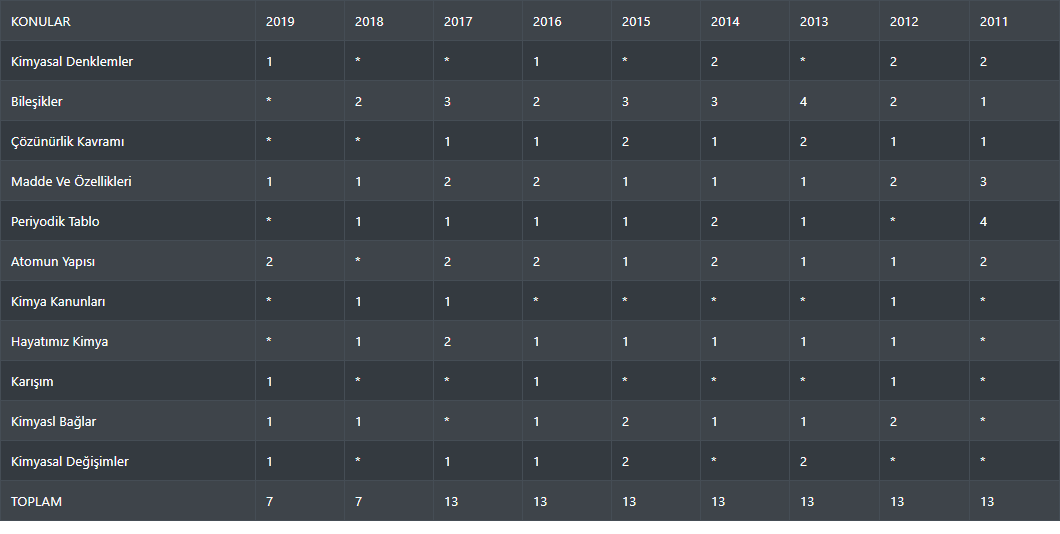 KONULAR 2019 2018 2017 2016 2015 2014 2013 2012 2011
Kimyasal Denklemler 1 * * 1 * 2 * 2 2
Bileşikler * 2 3 2 3 3 4 2 1
Çözünürlik Kavramı * * 1 1 2 1 2 1 1
Madde Ve Özellikleri 1 1 2 2 1 1 1 2 3
Periyodik Tablo * 1 1 1 1 2 1 * 4
Atomun Yapısı 2 * 2 2 1 2 1 1 2
Kimya Kanunları * 1 1 * * * * 1 *
Hayatımız Kimya * 1 2 1 1 1 1 1 *
Karışım 1 * * 1 * * * 1 *
Kimyasl Bağlar 1 1 * 1 2 1 1 2 *
Kimyasal Değişimler 1 * 1 1 2 * 2 * *
TOPLAM 7 7 13 13 13 13 13 13 13